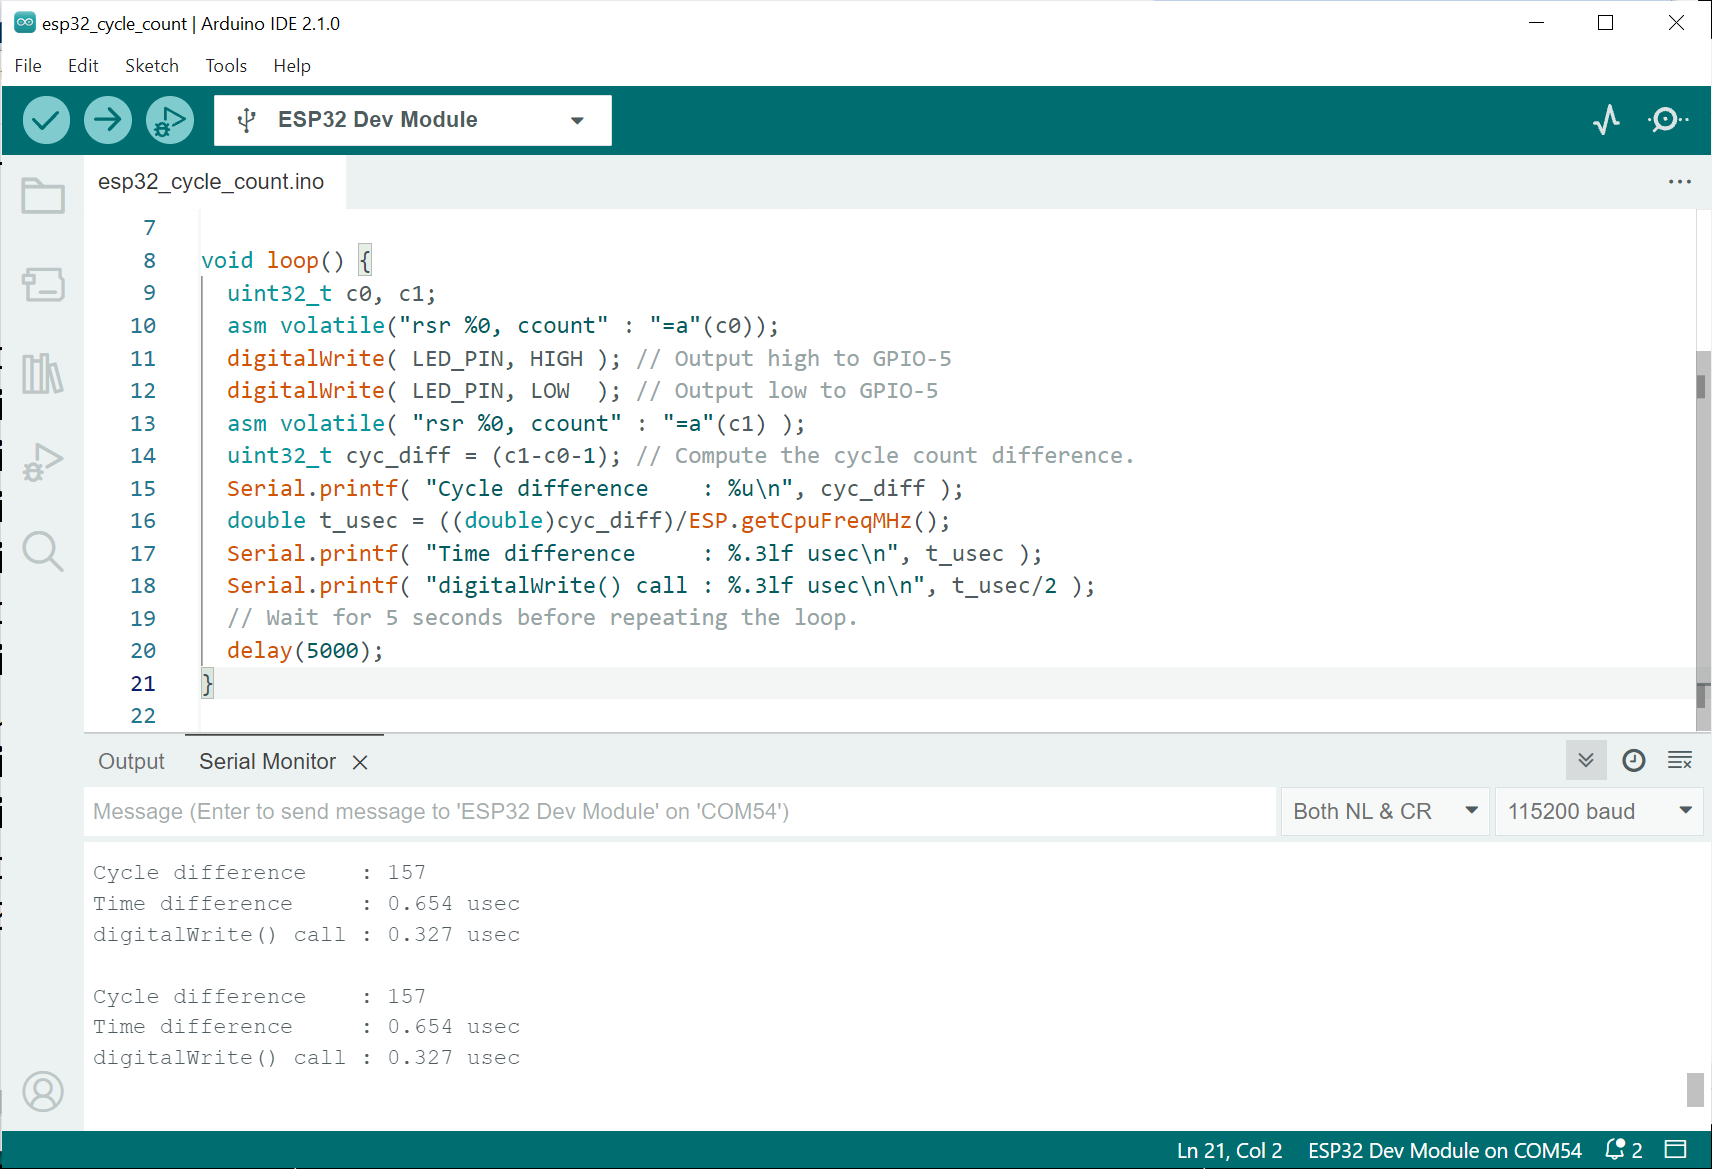 esp32_cycle_count | Arduino IDE 2.1.0
File Edit Sketch Tools Help
ESP32 Dev Module
esp32_cycle_count.ino
7
8 void loop() {
9 uint32_t c0, c1;
10 asm volatile("rsr %0, ccount" : "=a"(c0));
11 digitalWrite( LED_PIN, HIGH ); // Output high to GPIO-5
12 digitalWrite( LED_PIN, LOW  ); // Output low to GPIO-5
13 asm volatile( "rsr %0, ccount" : "=a"(c1) );
14 uint32_t cyc_diff = (c1-c0-1); // Compute the cycle count difference.
15 Serial.printf( "Cycle difference    : %u\n", cyc_diff );
16 double t_usec = ((double)cyc_diff)/ESP.getCpuFreqMHz();
17 Serial.printf( "Time difference     : %.3lf usec\n", t_usec );
18 Serial.printf( "digitalWrite() call : %.3lf usec\n\n", t_usec/2 );
19 // Wait for 5 seconds before repeating the loop.
20 delay(5000);
21 }
22
Output Serial Monitor
Message (Enter to send message to 'ESP32 Dev Module' on 'COM54') Both NL & CR 115200 baud
Cycle difference    : 157
Time difference     : 0.654 usec
digitalWrite() call : 0.327 usec
Cycle difference    : 157
Time difference     : 0.654 usec
digitalWrite() call : 0.327 usec
Ln 21, Col 2 ESP32 Dev Module on COM54 2